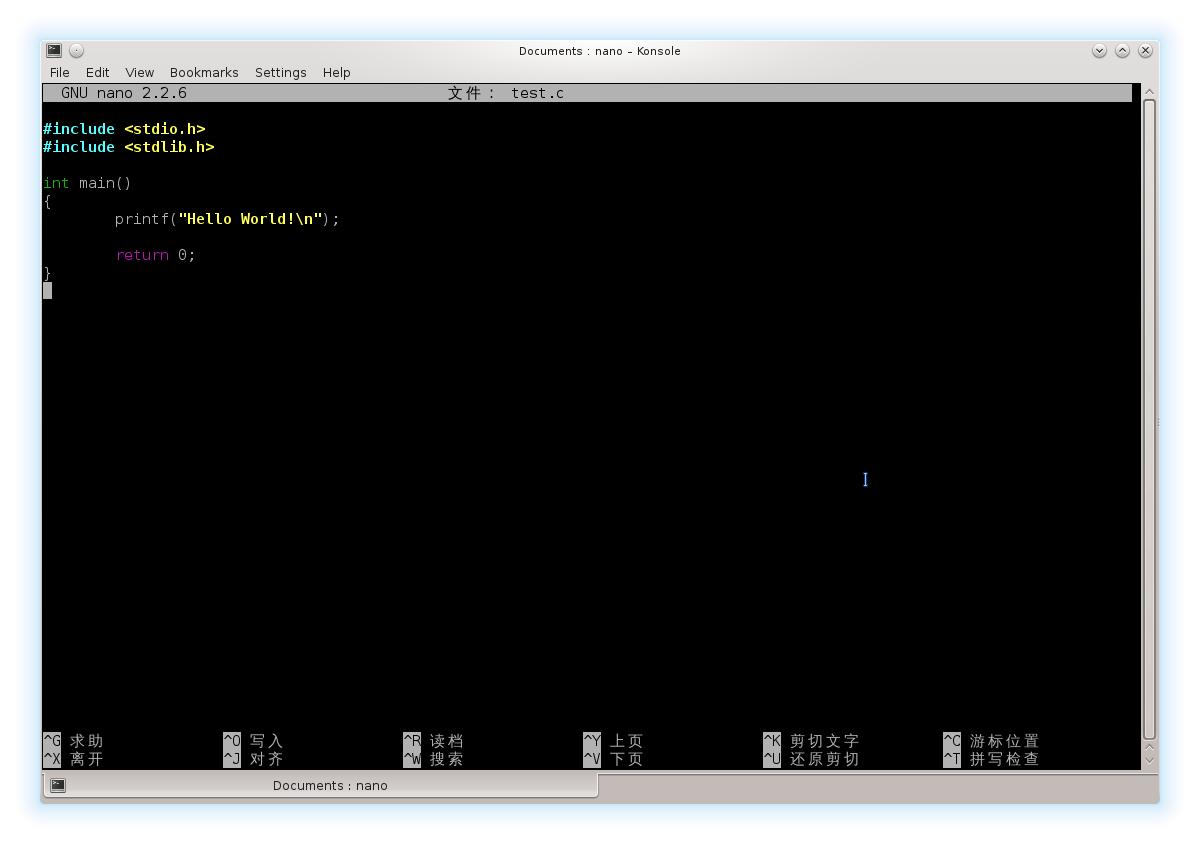 Documents : nano – Konsole
File Edit View Bookmarks Settings Help
GNU nano 2.2.6 文件： test.c
#include <stdio.h>
#include <stdlib.h>
int main()
{
        printf("Hello World!\n");
        return 0;
}
^G 求助 ^O 写入 ^R 读档 ^Y 上页 ^K 剪切文字 ^C 游标位置
^X 离开 ^J 对齐 ^W 搜索 ^V 下页 ^U 还原剪切 ^T 拼写检查
Documents : nano